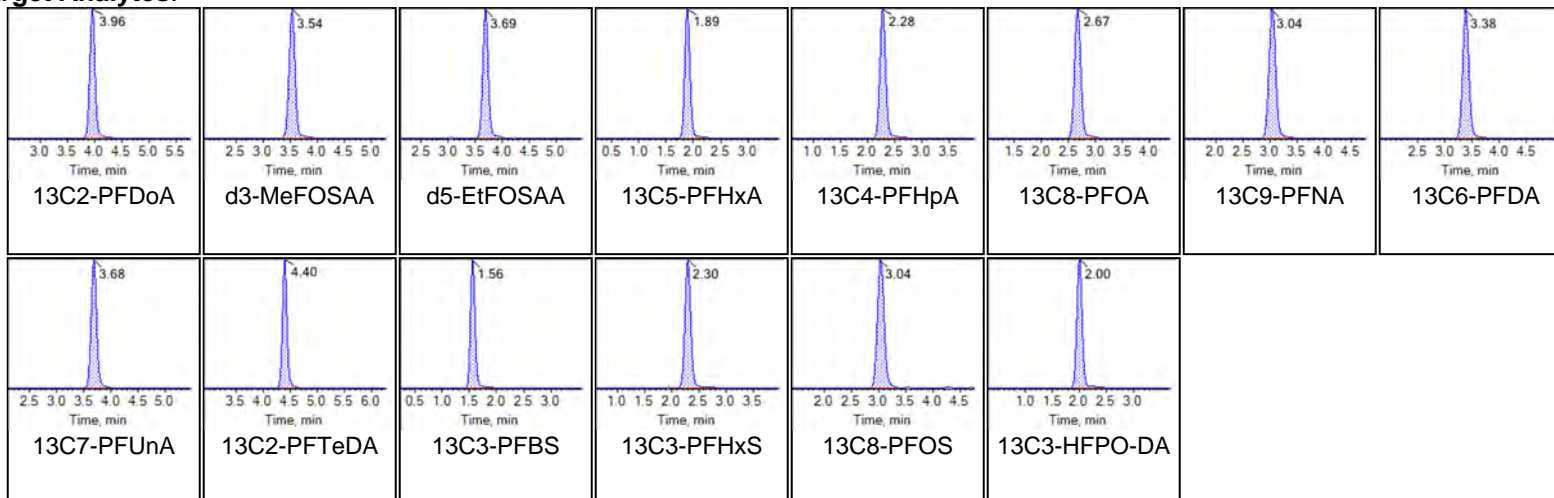 rget Analytes
3.96
3.0 3.5 4.0 4.5 5.0 5.5
Time, min
13C2-PFDoA
3.54
2.5 3.0 3.5 4.0 4.5 5.0
Time, min
d3-MeFOSAA
3.69
2.5 3.0 3.5 4.0 4.5 5.0
Time, min
d5-EtFOSAA
1.89
0.5 1.0 1.5 2.0 2.5 3.0
Time, min
13C5-PFHxA
2.28
1.0 1.5 2.0 2.5 3.0 3.5
Time, min
13C4-PFHpA
2.67
1.5 2.0 2.5 3.0 3.5 4.0
Time, min
13C8-PFOA
3.04
2.0 2.5 3.0 3.5 4.0 4.5
Time, min
13C9-PFNA
3.38
2.5 3.0 3.5 4.0 4.5
Time, min
13C6-PFDA
3.68
2.5 3.0 3.5 4.0 4.5 5.0
Time, min
13C7-PFUnA
4.40
3.5 4.0 4.5 5.0 5.5 6.0
Time, min
13C2-PFTeDA
1.56
0.5 1.0 1.5 2.0 2.5 3.0
Time, min
13C3-PFBS
2.30
1.0 1.5 2.0 2.5 3.0 3.5
Time, min
13C3-PFHxS
3.04
2.0 2.5 3.0 3.5 4.0 4.5
Time, min
13C8-PFOS
2.00
1.0 1.5 2.0 2.5 3.0
Time, min
13C3-HFPO-DA